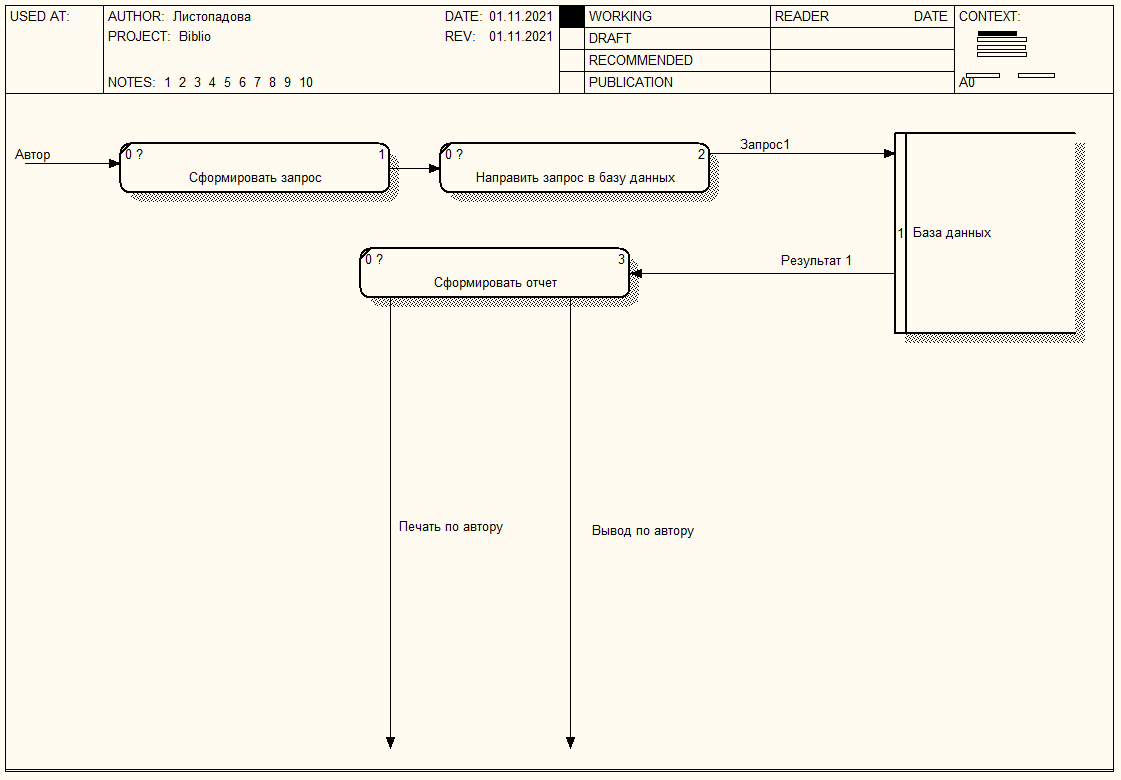 USED AT:
AUTHOR: Листопадова
DATE: 01.11.2021
PROJECT: Biblio
REV: 01.11.2021
NOTES: 1 2 3 4 5 6 7 8 9 10
WORKING
DRAFT
RECOMMENDED
PUBLICATION
READER
DATE
CONTEXT:
A0
Автор
0 ?
1
Сформировать запрос
0 ?
2
Направить запрос в базу данных
Запрос1
1
База данных
Результат 1
0 ?
3
Сформировать отчет
Печать по автору
Вывод по автору